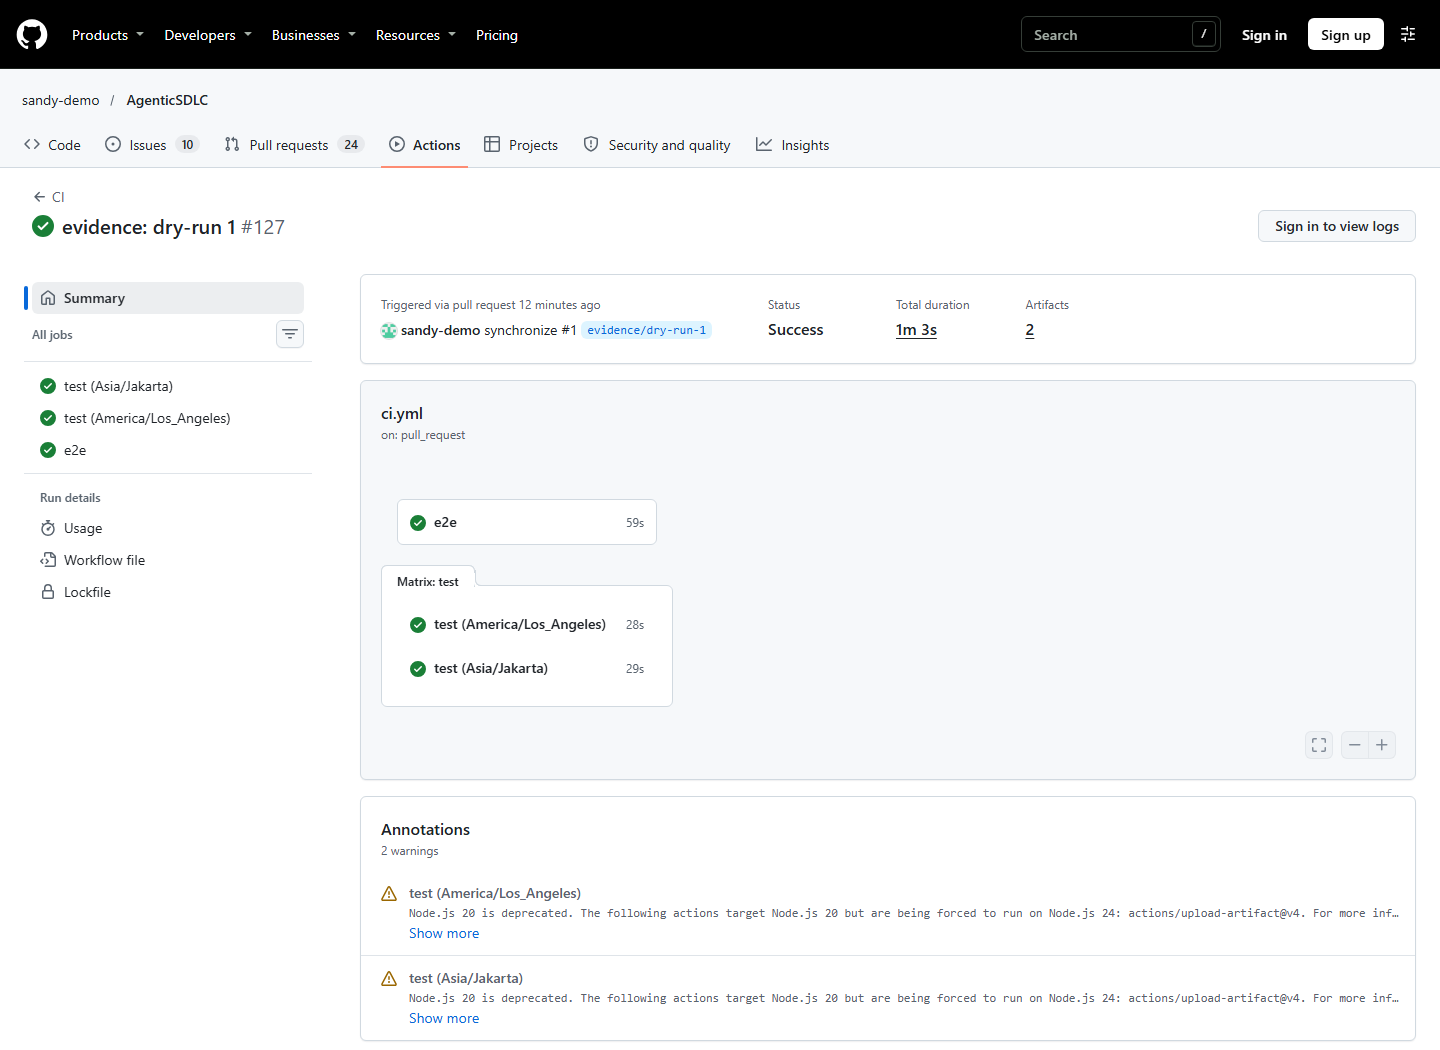 Products Developers Businesses Resources Pricing Search / Sign in Sign up
sandy-demo / AgenticSDLC
Code Issues 10 Pull requests 24 Actions Projects Security and quality Insights
CI
evidence: dry-run 1 #127
Sign in to view logs
Summary
All jobs
test (Asia/Jakarta)
test (America/Los_Angeles)
e2e
Run details
Usage
Workflow file
Lockfile
Triggered via pull request 12 minutes ago
sandy-demo synchronize #1 evidence/dry-run-1
Status
Success
Total duration
1m 3s
Artifacts
2
ci.yml
on: pull_request
e2e 59s
Matrix: test
test (America/Los_Angeles) 28s
test (Asia/Jakarta) 29s
Annotations
2 warnings
test (America/Los_Angeles)
Node.js 20 is deprecated. The following actions target Node.js 20 but are being forced to run on Node.js 24: actions/upload-artifact@v4. For more inf…
Show more
test (Asia/Jakarta)
Node.js 20 is deprecated. The following actions target Node.js 20 but are being forced to run on Node.js 24: actions/upload-artifact@v4. For more inf…
Show more